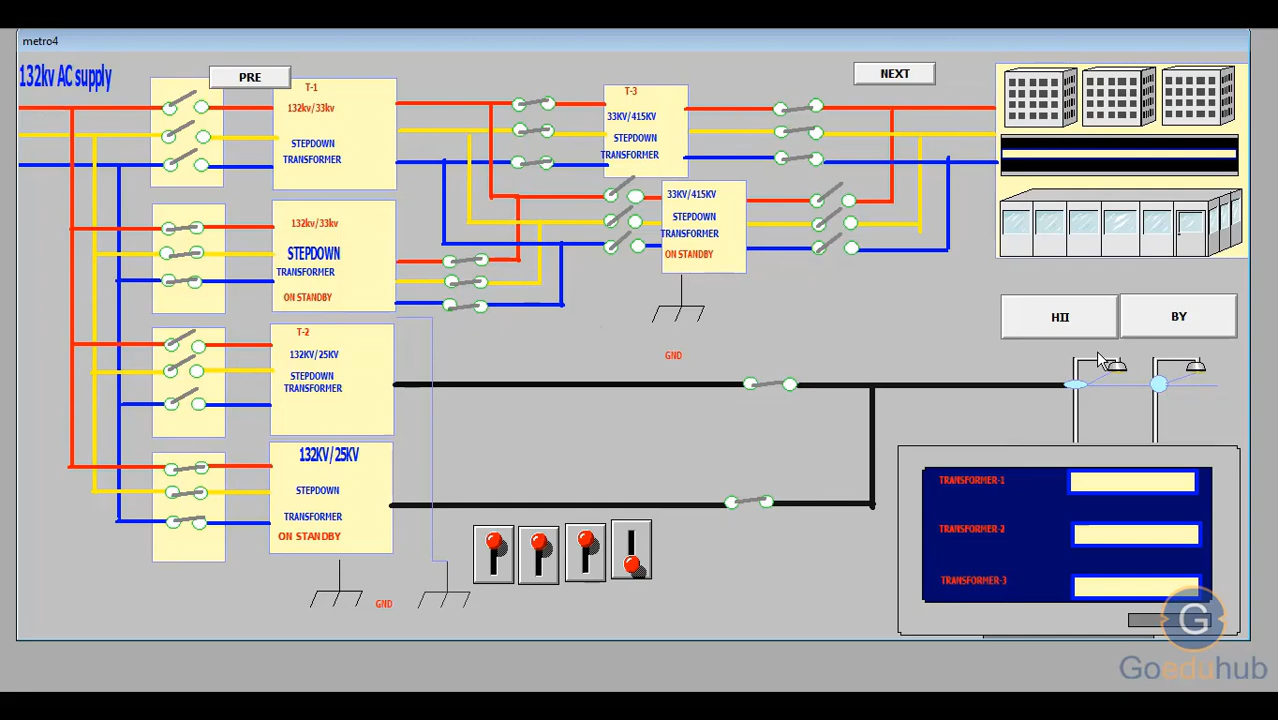 metro4
132kv AC supply
PRE
NEXT
T-1
132kv/33kv
STEPDOWN
TRANSFORMER
T-3
33KV/415KV
STEPDOWN
TRANSFORMER
132kv/33kv
STEPDOWN
TRANSFORMER
ON STANDBY
33KV/415KV
STEPDOWN
TRANSFORMER
ON STANDBY
GND
HII
BY
T-2
132KV/25KV
STEPDOWN
TRANSFORMER
132KV/25KV
STEPDOWN
TRANSFORMER
ON STANDBY
GND
TRANSFORMER-1
TRANSFORMER-2
TRANSFORMER-3
G
Goeduhub